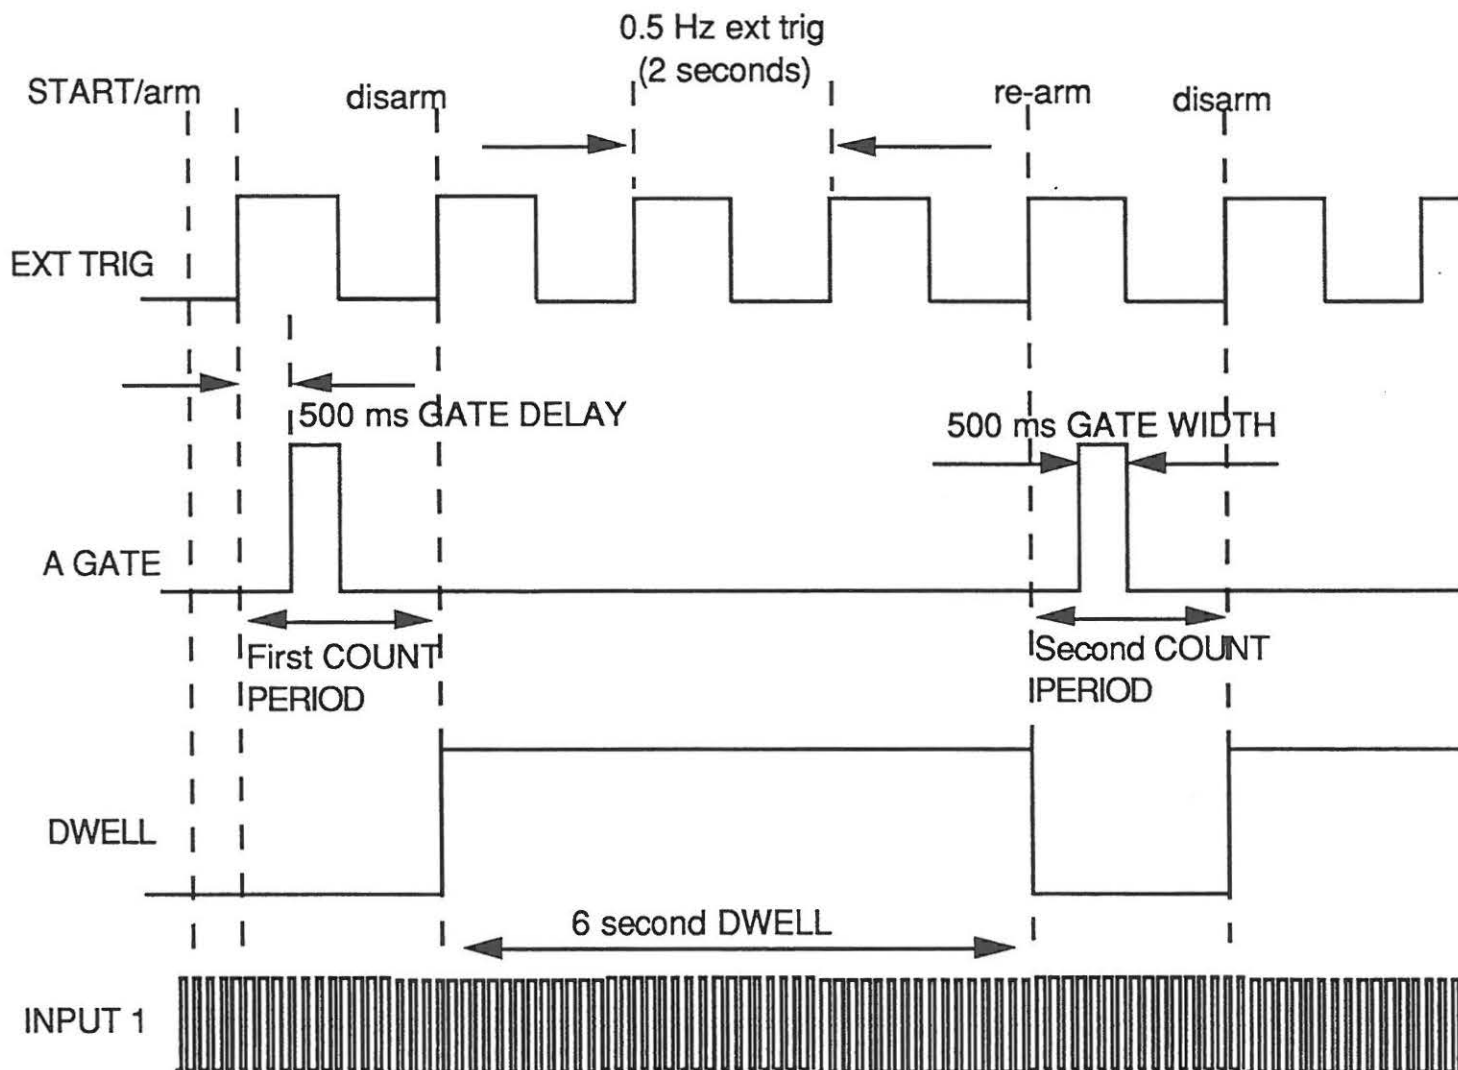 0.5 Hz ext trig
(2 seconds)
START/arm
disarm
re-arm
disarm
EXT TRIG
500 ms GATE DELAY
500 ms GATE WIDTH
A GATE
First COUNT
PERIOD
Second COUNT
PERIOD
DWELL
6 second DWELL
INPUT 1